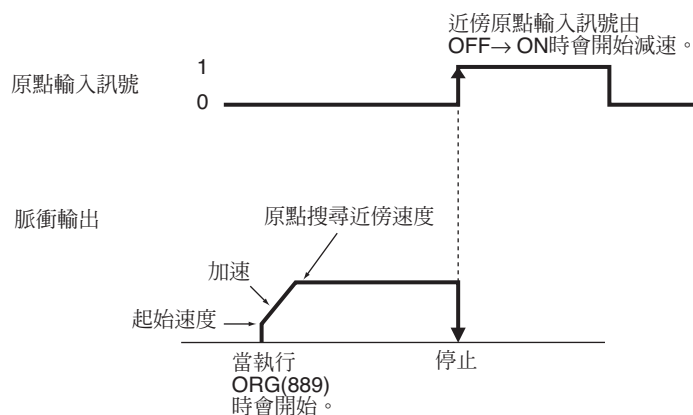 近傍原點輸入訊號由
OFF→ ON時會開始減速。
原點輸入訊號
1
0
脈衝輸出
原點搜尋近傍速度
加速
起始速度
當執行
ORG(889)
時會開始。
停止